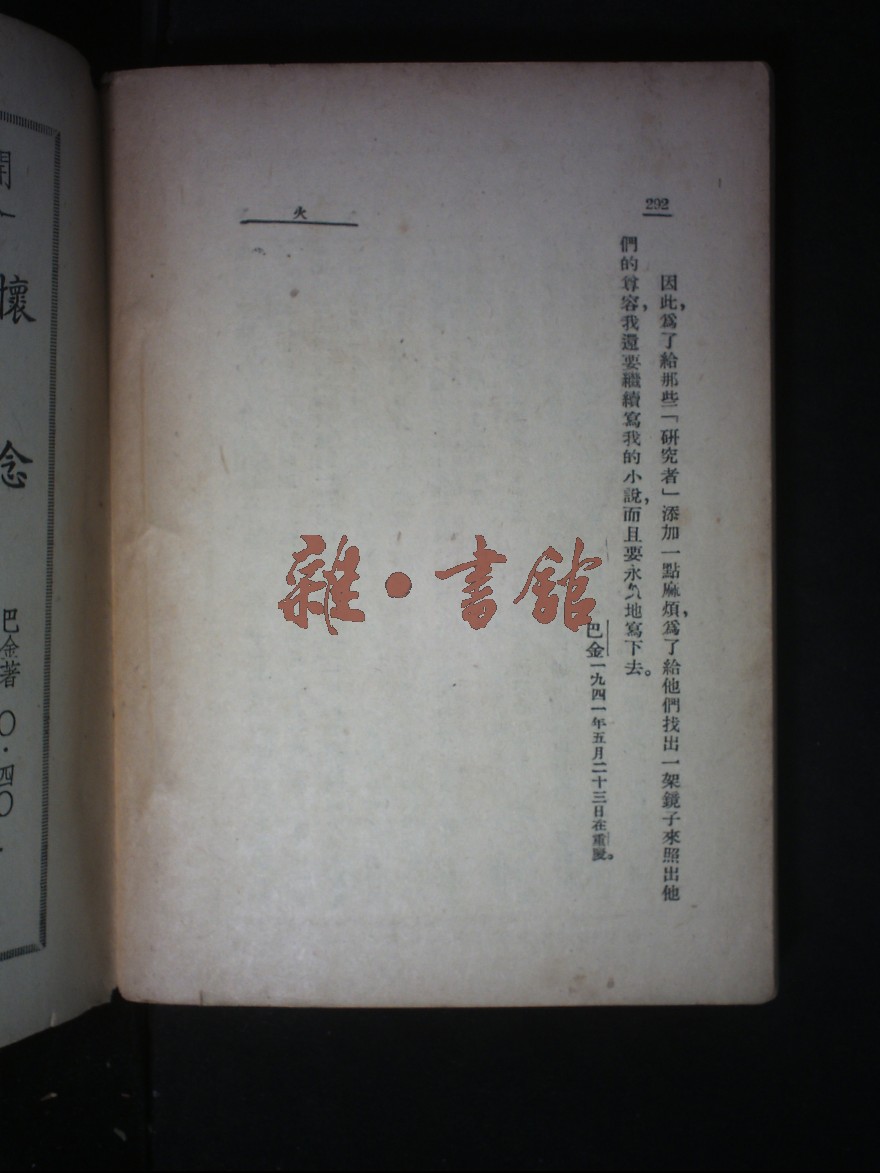 292
火
因此，爲了給那些「研究者」添加一點麻煩，爲了給他們找出一架鏡子來照出他
們的尊容，我還要繼續寫我的小說，而且要永久地寫下去。
巴金一九四一年五月二十三日在重慶。
雜·書館
懷念
巴金著 〇·四〇